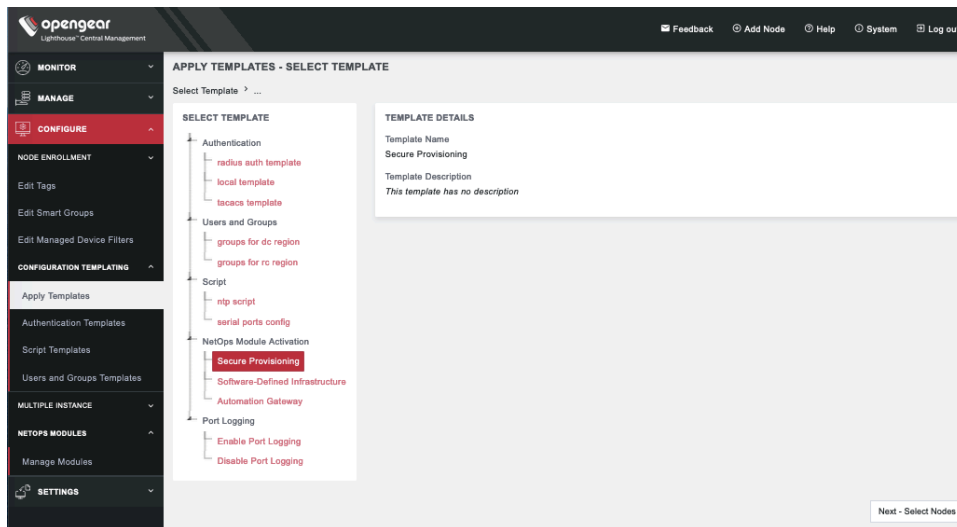 opengear
Lighthouse™ Central Management
Feedback
Add Node
Help
System
Log ou
MONITOR
MANAGE
CONFIGURE
NODE ENROLLMENT
Edit Tags
Edit Smart Groups
Edit Managed Device Filters
CONFIGURATION TEMPLATING
Apply Templates
Authentication Templates
Script Templates
Users and Groups Templates
MULTIPLE INSTANCE
NETOPS MODULES
Manage Modules
SETTINGS
APPLY TEMPLATES - SELECT TEMPLATE
Select Template > ...
SELECT TEMPLATE
Authentication
radius auth template
local template
tacacs template
Users and Groups
groups for dc region
groups for rc region
Script
ntp script
serial ports config
NetOps Module Activation
Secure Provisioning
Software-Defined Infrastructure
Automation Gateway
Port Logging
Enable Port Logging
Disable Port Logging
TEMPLATE DETAILS
Template Name
Secure Provisioning
Template Description
This template has no description
Next - Select Nodes